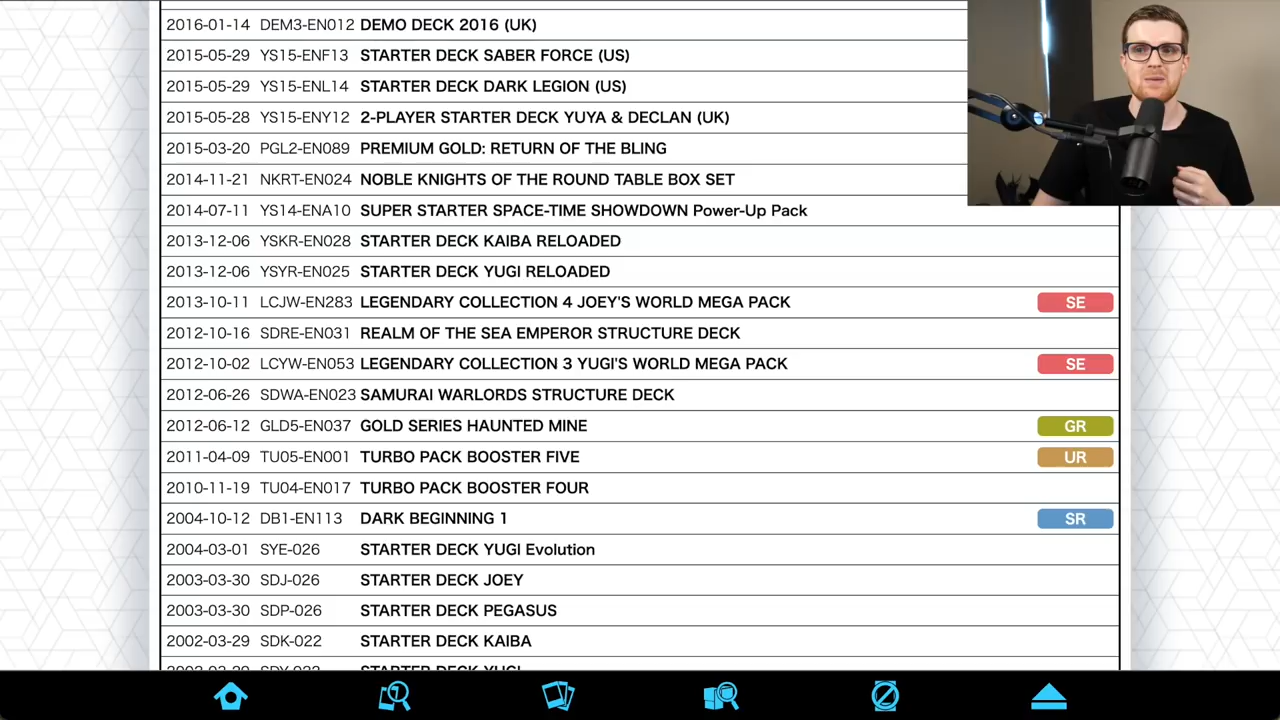 2016-01-14 DEM3-EN012 DEMO DECK 2016 (UK)
2015-05-29 YS15-ENF13 STARTER DECK SABER FORCE (US)
2015-05-29 YS15-ENL14 STARTER DECK DARK LEGION (US)
2015-05-28 YS15-ENY12 2-PLAYER STARTER DECK YUYA & DECLAN (UK)
2015-03-20 PGL2-EN089 PREMIUM GOLD: RETURN OF THE BLING
2014-11-21 NKRT-EN024 NOBLE KNIGHTS OF THE ROUND TABLE BOX SET
2014-07-11 YS14-ENA10 SUPER STARTER SPACE-TIME SHOWDOWN Power-Up Pack
2013-12-06 YSKR-EN028 STARTER DECK KAIBA RELOADED
2013-12-06 YSYR-EN025 STARTER DECK YUGI RELOADED
2013-10-11 LCJW-EN283 LEGENDARY COLLECTION 4 JOEY'S WORLD MEGA PACK SE
2012-10-16 SDRE-EN031 REALM OF THE SEA EMPEROR STRUCTURE DECK
2012-10-02 LCYW-EN053 LEGENDARY COLLECTION 3 YUGI'S WORLD MEGA PACK SE
2012-06-26 SDWA-EN023 SAMURAI WARLORDS STRUCTURE DECK
2012-06-12 GLD5-EN037 GOLD SERIES HAUNTED MINE GR
2011-04-09 TU05-EN001 TURBO PACK BOOSTER FIVE UR
2010-11-19 TU04-EN017 TURBO PACK BOOSTER FOUR
2004-10-12 DB1-EN113 DARK BEGINNING 1 SR
2004-03-01 SYE-026 STARTER DECK YUGI Evolution
2003-03-30 SDJ-026 STARTER DECK JOEY
2003-03-30 SDP-026 STARTER DECK PEGASUS
2002-03-29 SDK-022 STARTER DECK KAIBA
STARTER DECK YUGI